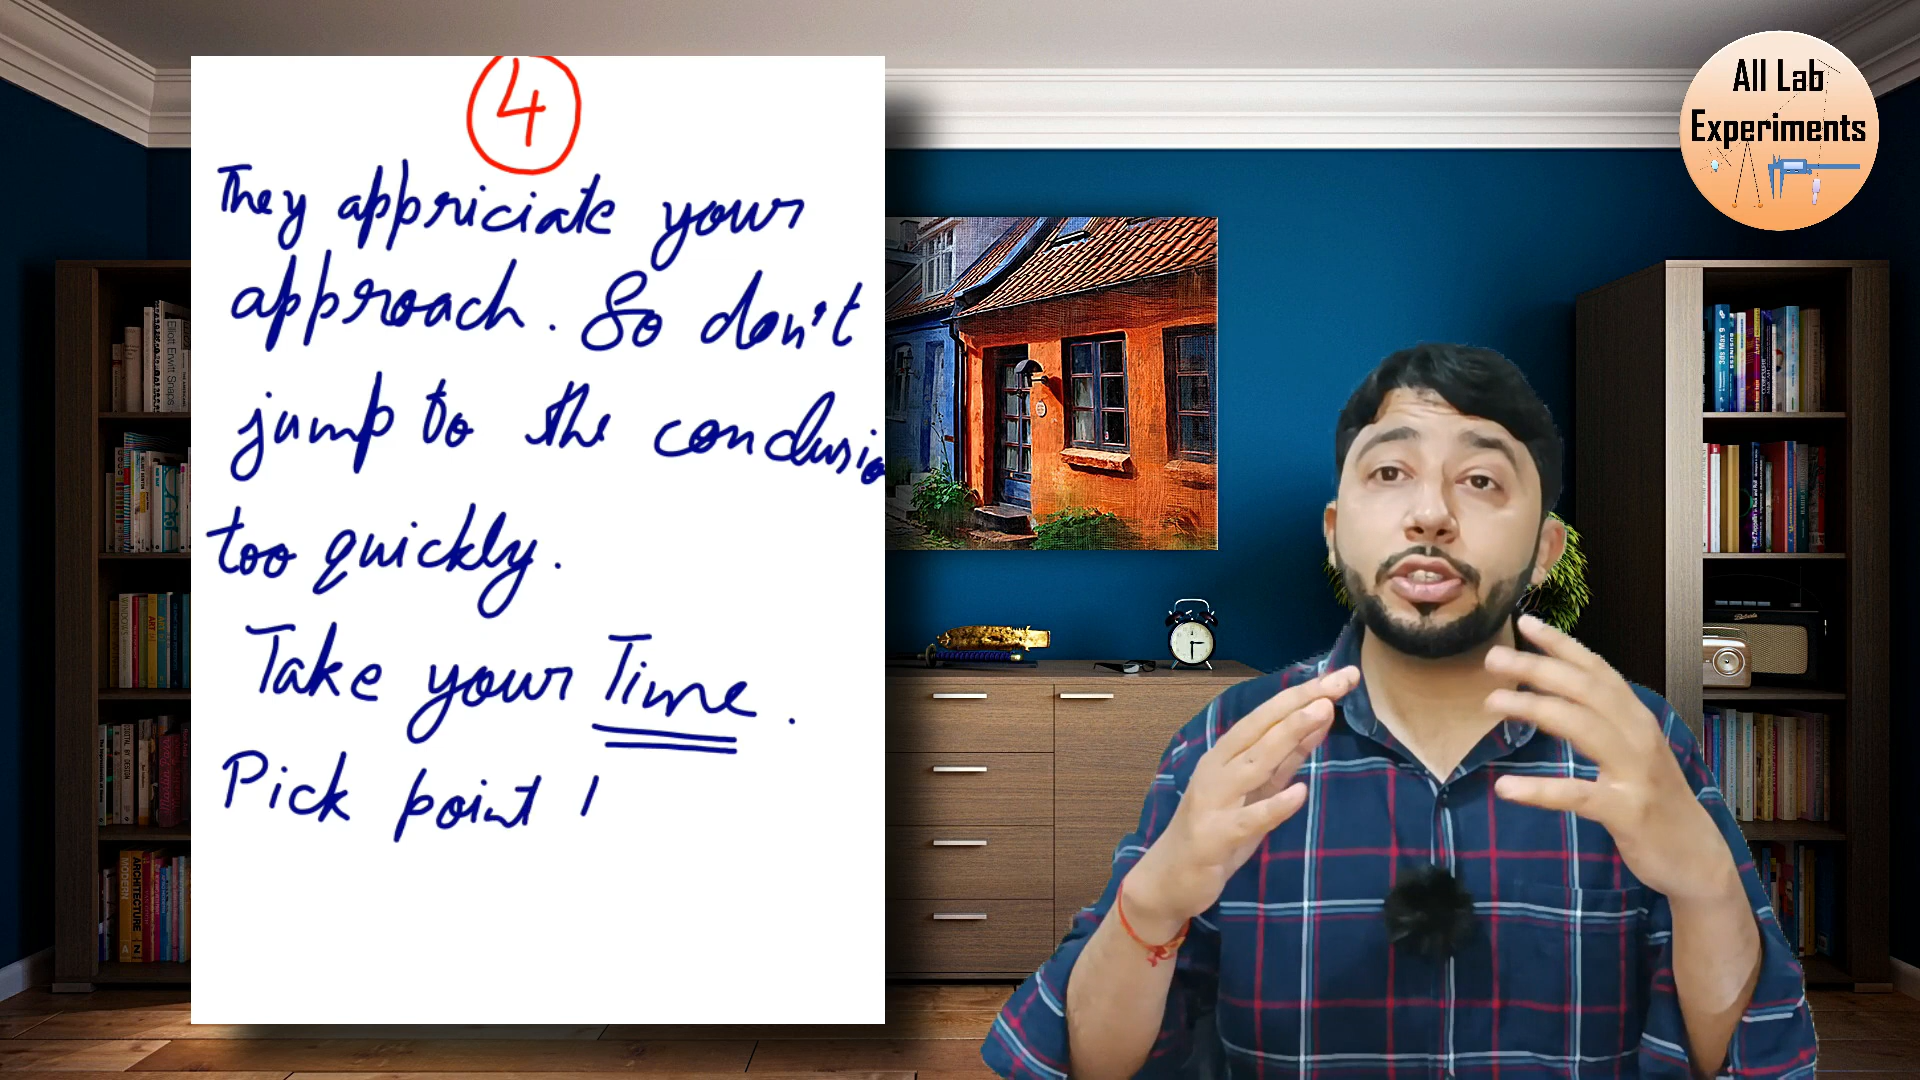 4
They appriciate your
approach. So don't
jump to the conclusio
too quickly.
Take your Time.
Pick point 1
All Lab
Experiments